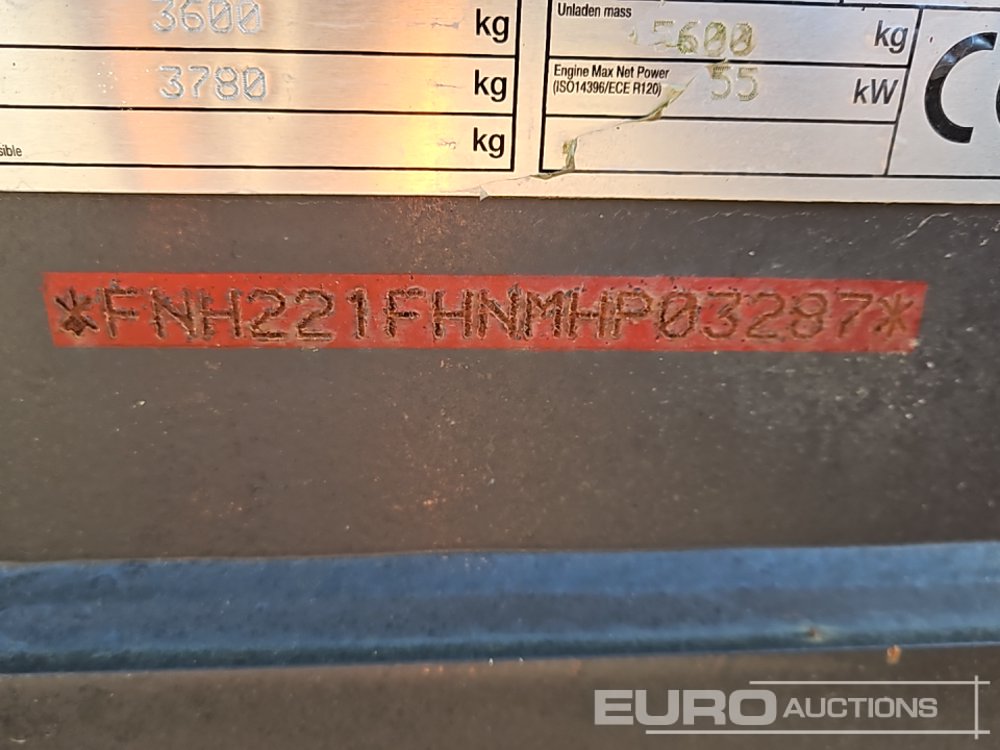 3600 kg
3780 kg
sible kg
Unladen mass 5600 kg
Engine Max Net Power
(ISO14396/ECE R120) 55 kW
CE
*FNH221FHNMHP03287*
EURO AUCTIONS